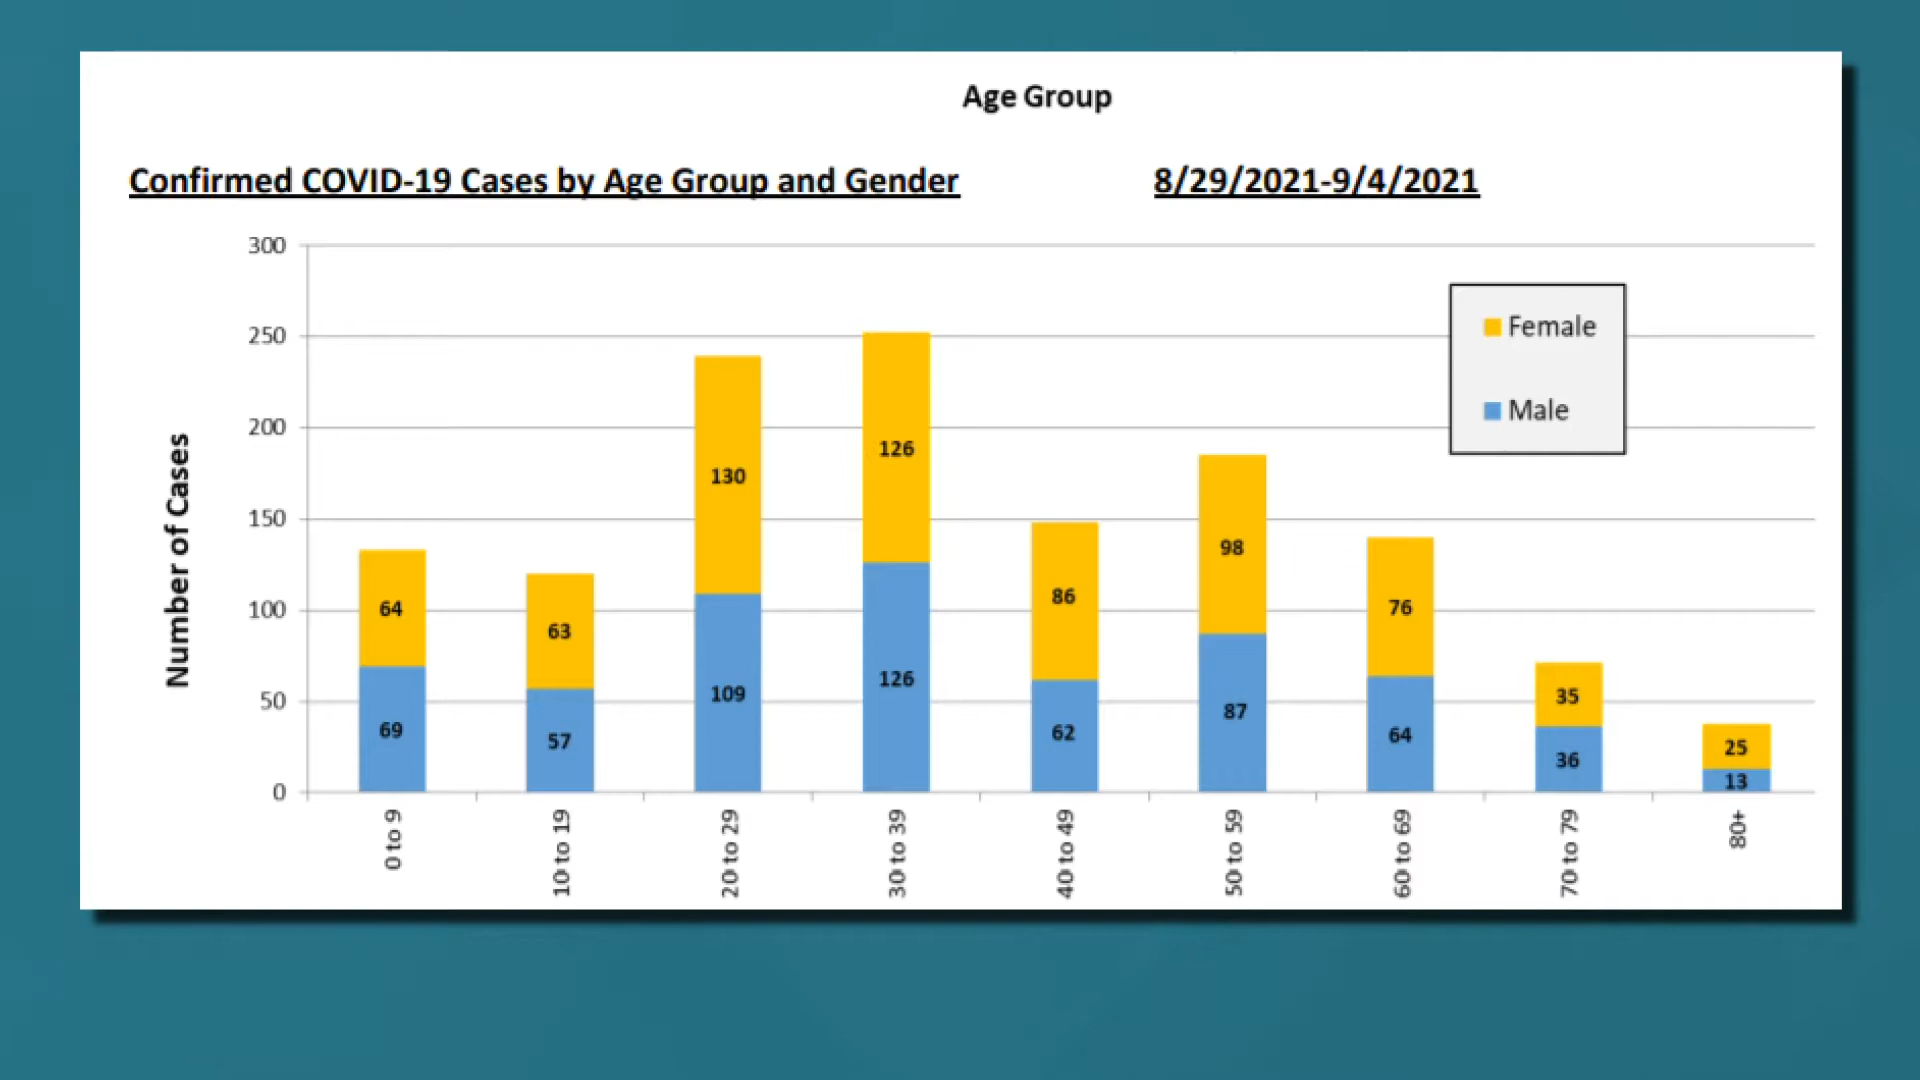 Age Group
Confirmed COVID-19 Cases by Age Group and Gender 8/29/2021-9/4/2021
Number of Cases
300
250
200
150
100
50
0
Female
Male
64
69
63
57
130
109
126
126
86
62
98
87
76
64
35
36
25
13
0 to 9
10 to 19
20 to 29
30 to 39
40 to 49
50 to 59
60 to 69
70 to 79
80+